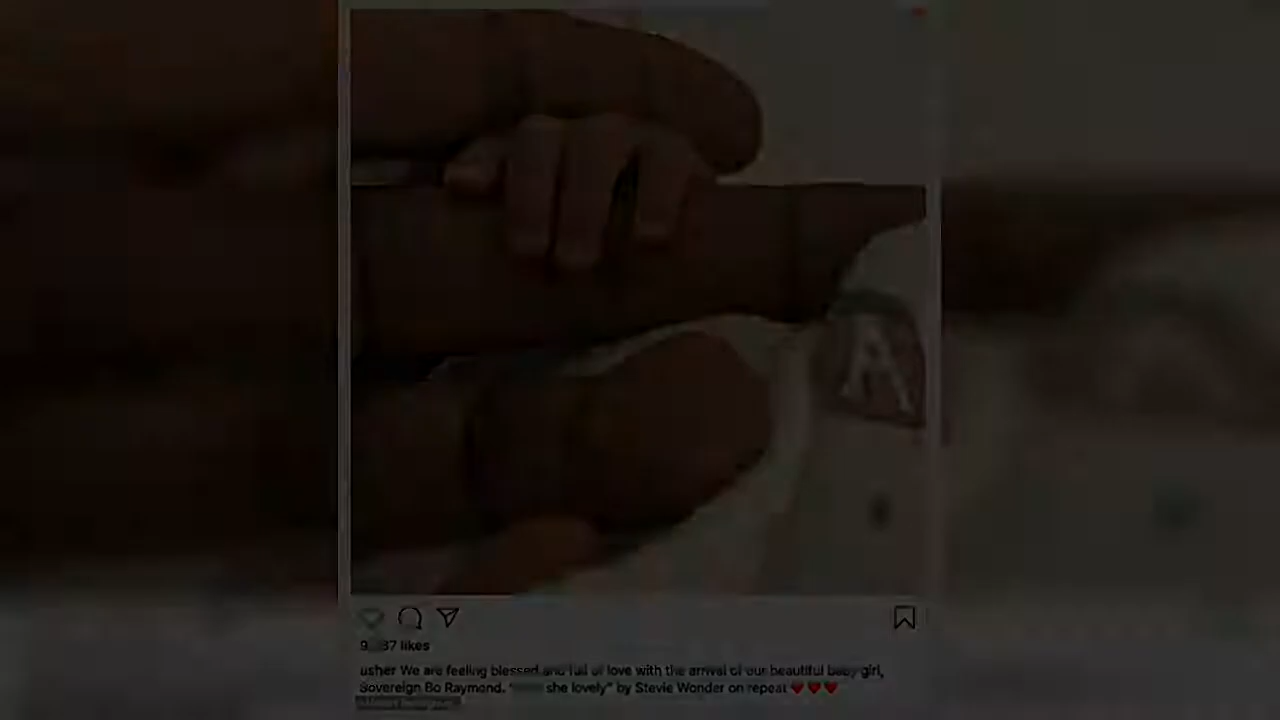 A
likes
usher We are feeling blessed and full of love with the arrival of our beautiful baby girl,
Sovereign Bo Raymond. " she lovely" by Stevie Wonder on repeat ❤❤❤